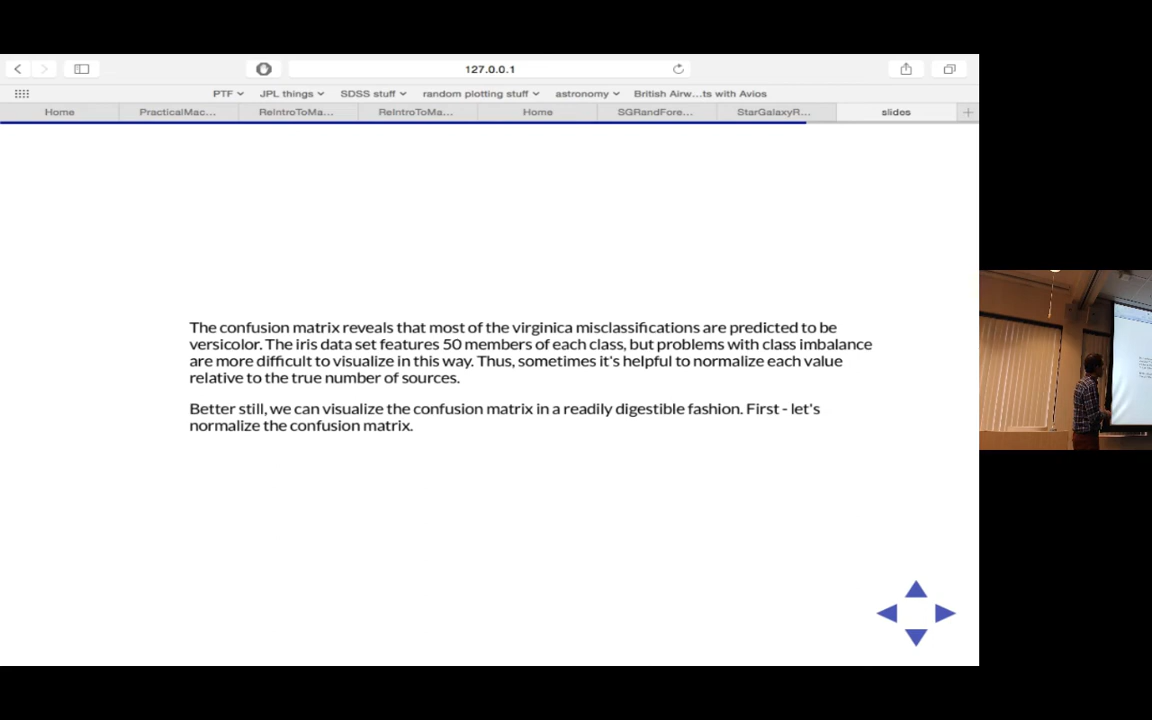 127.0.0.1
PTF JPL things SDSS stuff random plotting stuff astronomy British Airw...ts with Avios
Home PracticalMac... ReIntroToMa... ReIntroToMa... Home SGRandFore... StarGalaxyR... slides
The confusion matrix reveals that most of the virginica misclassifications are predicted to be
versicolor. The iris data set features 50 members of each class, but problems with class imbalance
are more difficult to visualize in this way. Thus, sometimes it's helpful to normalize each value
relative to the true number of sources.
Better still, we can visualize the confusion matrix in a readily digestible fashion. First - let's
normalize the confusion matrix.